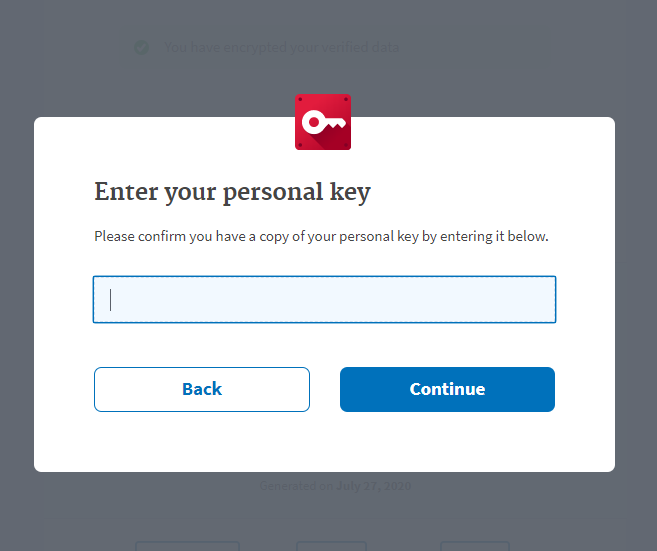 You have encrypted your verified data
Enter your personal key
Please confirm you have a copy of your personal key by entering it below.
Back
Continue
Generated on July 27, 2020